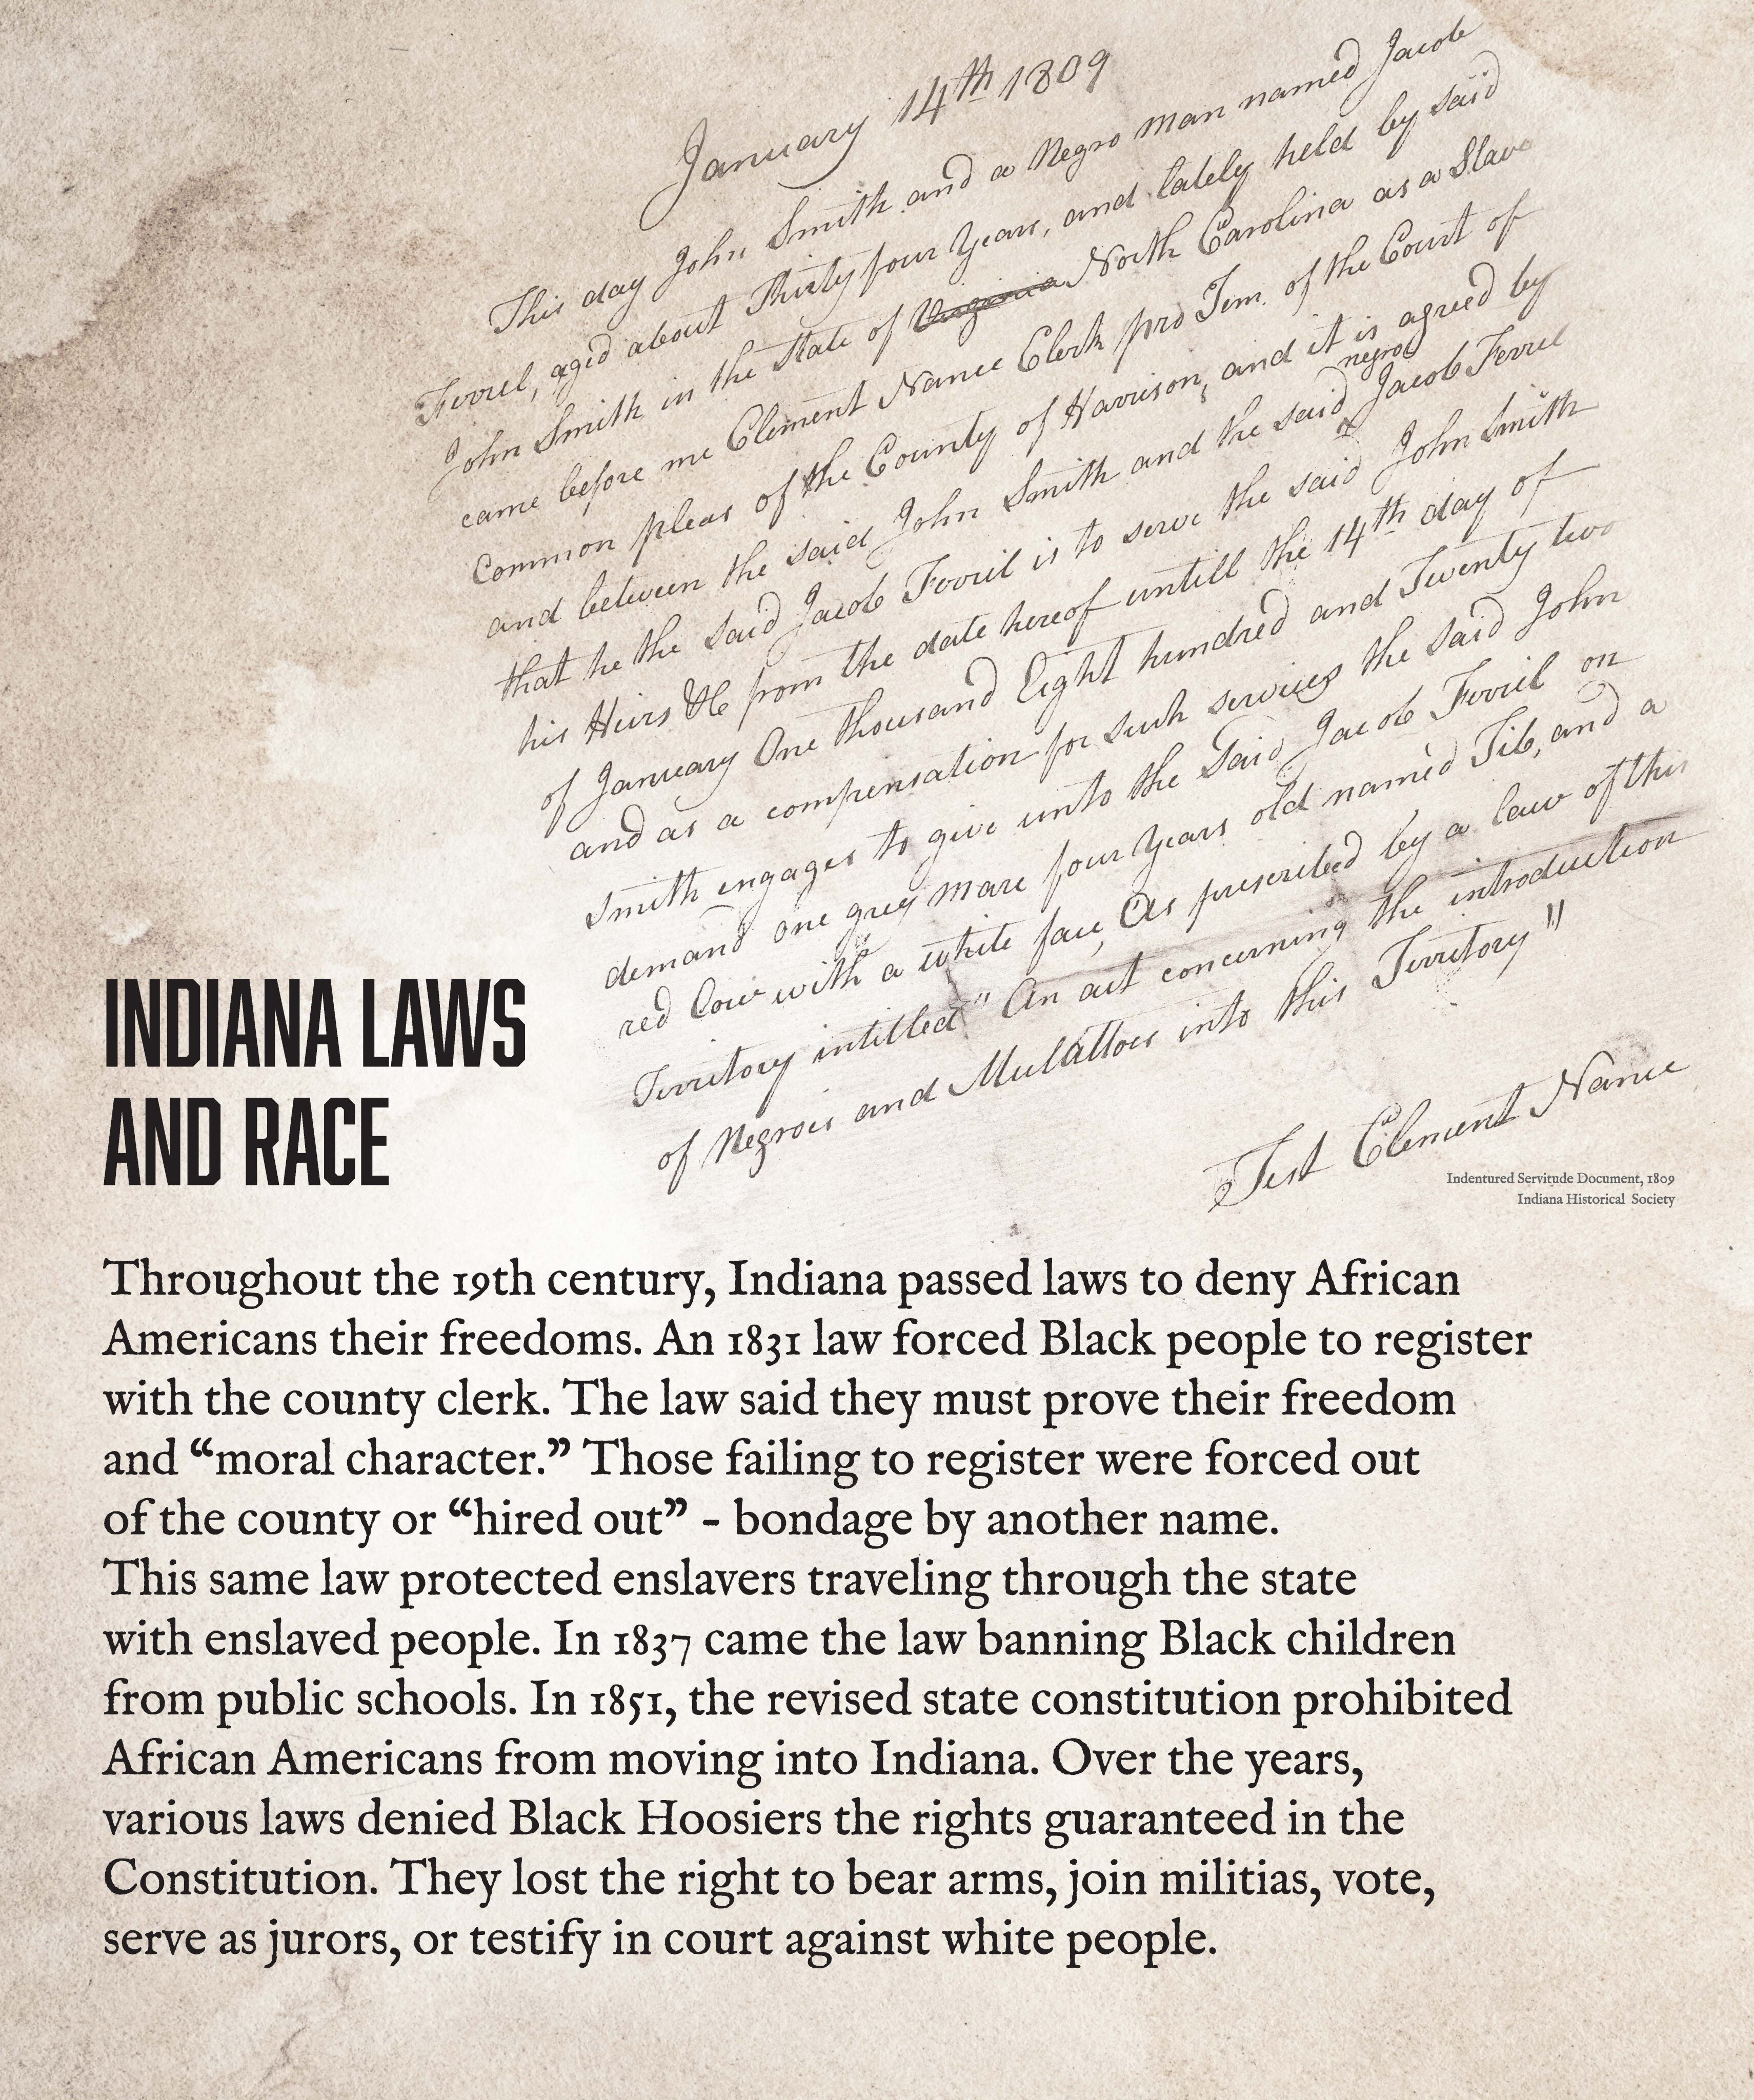 January 14th 1809
This day John Smith and a Negro man named Jacob
Ferril, aged about Thirty four Years, and lately held by said
John Smith in the State of Virginia North Carolina as a Slave
came before me Clement Nance Clerk pro Tem. of the Court of
Common pleas of the County of Harrison, and it is agreed by
and between the said John Smith and the said negro Jacob Ferril
that he the said Jacob Ferril is to serve the said John Smith
his Heirs &c from the date hereof untill the 14th day of
of January One thousand Eight hundred and Twenty two
and as a compensation for such services the said John
Smith engages to give unto the Said Jacob Ferril on
demand one grey mare four Years old named Tib, and a
red Cow with a white face, As prescribed by a law of this
Territory intitled "An act concerning the introduction
of Negroes and Mulattoes into this Territory"
Test Clement Nance
Indentured Servitude Document, 1809
Indiana Historical Society
INDIANA LAWS
AND RACE
Throughout the 19th century, Indiana passed laws to deny African
Americans their freedoms. An 1831 law forced Black people to register
with the county clerk. The law said they must prove their freedom
and “moral character.” Those failing to register were forced out
of the county or “hired out” - bondage by another name.
This same law protected enslavers traveling through the state
with enslaved people. In 1837 came the law banning Black children
from public schools. In 1851, the revised state constitution prohibited
African Americans from moving into Indiana. Over the years,
various laws denied Black Hoosiers the rights guaranteed in the
Constitution. They lost the right to bear arms, join militias, vote,
serve as jurors, or testify in court against white people.